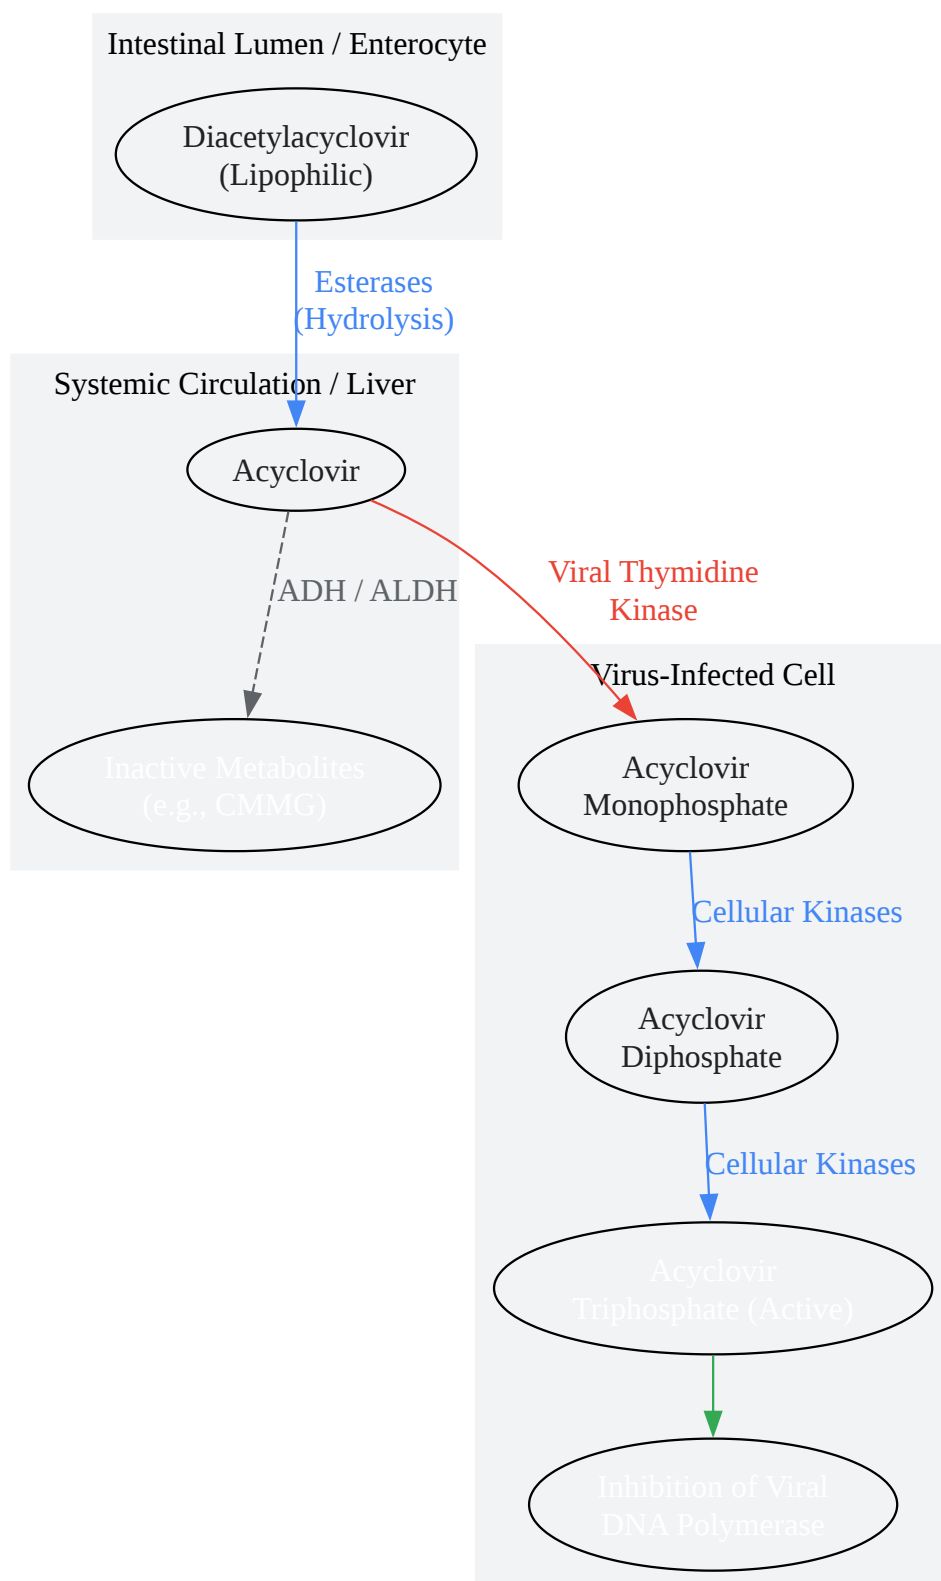 Intestinal Lumen / Enterocyte
Diacetylacyclovir
(Lipophilic)
Esterases
(Hydrolysis)
Systemic Circulation / Liver
Acyclovir
ADH / ALDH
Inactive Metabolites
(e.g., CMMG)
Viral Thymidine
Kinase
Virus-Infected Cell
Acyclovir
Monophosphate
Cellular Kinases
Acyclovir
Diphosphate
Cellular Kinases
Acyclovir
Triphosphate (Active)
Inhibition of Viral
DNA Polymerase